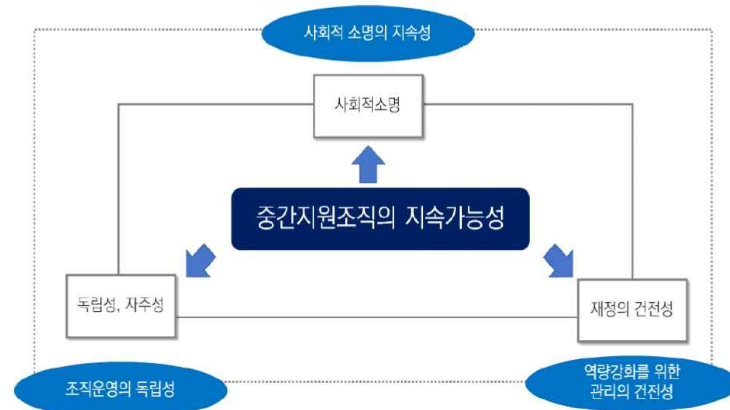 사회적 소명의 지속성
사회적소명
중간지원조직의 지속가능성
독립성, 자주성
재정의 건전성
조직운영의 독립성
역량강화를 위한
관리의 건전성